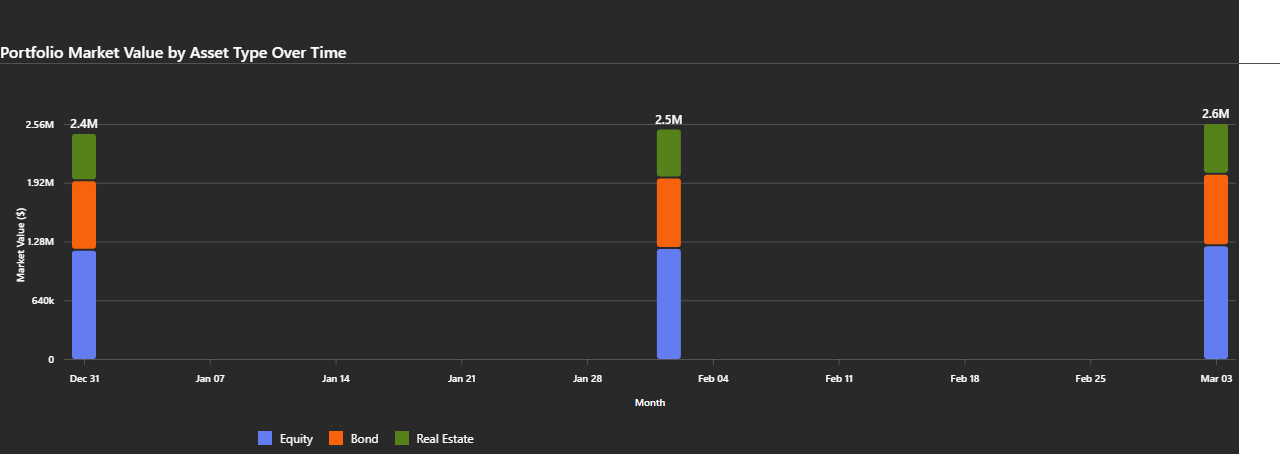 Portfolio Market Value by Asset Type Over Time
2.4M
2.5M
2.6M
2.56M
1.92M
1.28M
640k
0
Market Value ($)
Dec 31 Jan 07 Jan 14 Jan 21 Jan 28 Feb 04 Feb 11 Feb 18 Feb 25 Mar 03
Month
Equity Bond Real Estate